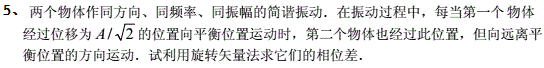 5、 两个物体作同方向、同频率、同振幅的简谐振动．在振动过程中，每当第一个 物体
经过位移为 A/√2 的位置向平衡位置运动时，第二个物体也经过此位置，但向远离平
衡位置的方向运动．试利用旋转矢量法求它们的相位差．